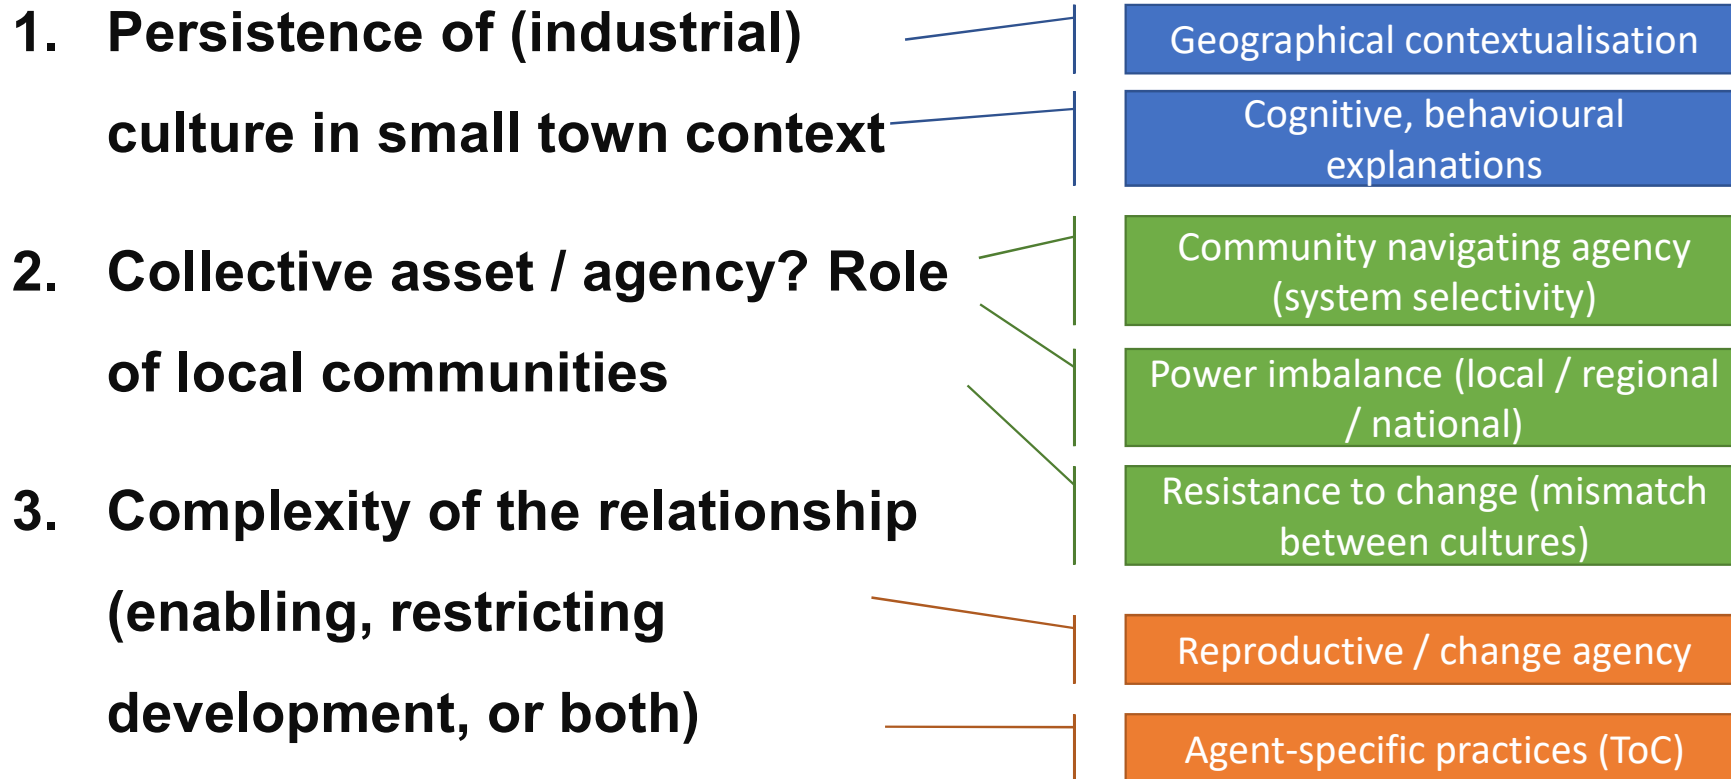 1. Persistence of (industrial)
culture in small town context
2. Collective asset / agency? Role
of local communities
3. Complexity of the relationship
(enabling, restricting
development, or both)
Geographical contextualisation
Cognitive, behavioural
explanations
Community navigating agency
(system selectivity)
Power imbalance (local / regional
/ national)
Resistance to change (mismatch
between cultures)
Reproductive / change agency
Agent-specific practices (ToC)